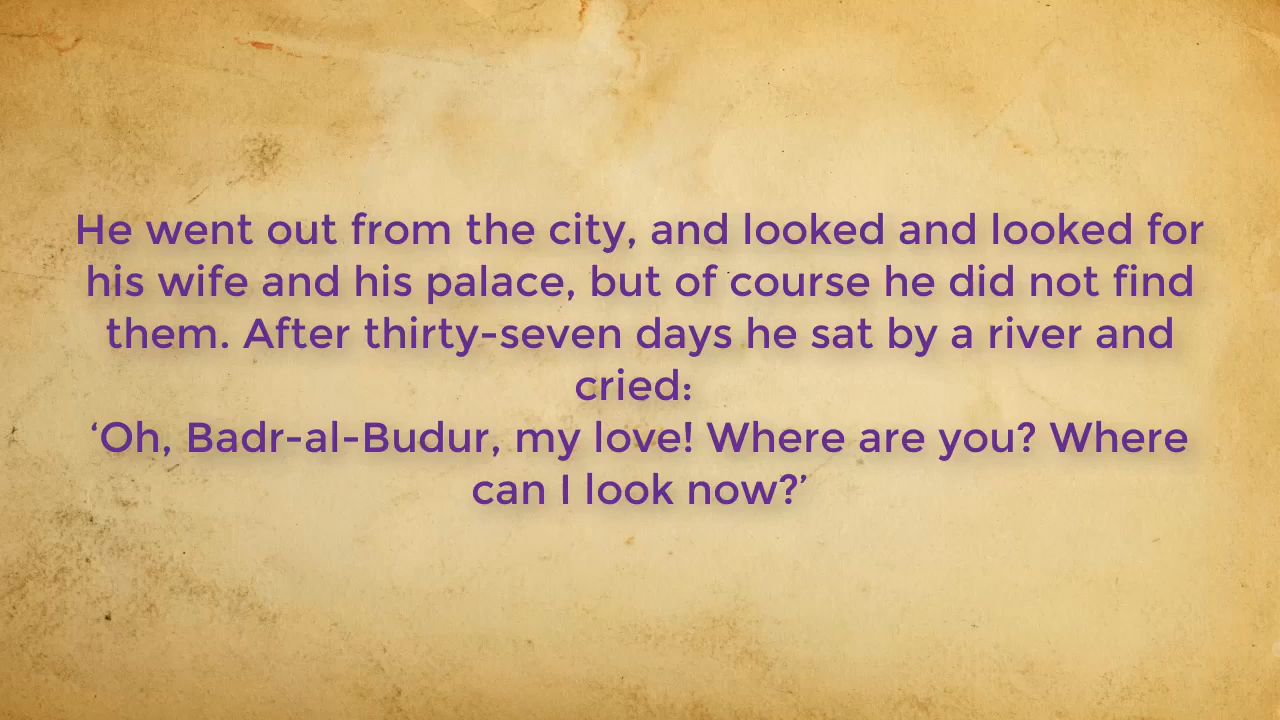 He went out from the city, and looked and looked for
his wife and his palace, but of course he did not find
them. After thirty-seven days he sat by a river and
cried:
‘Oh, Badr-al-Budur, my love! Where are you? Where
can I look now?’